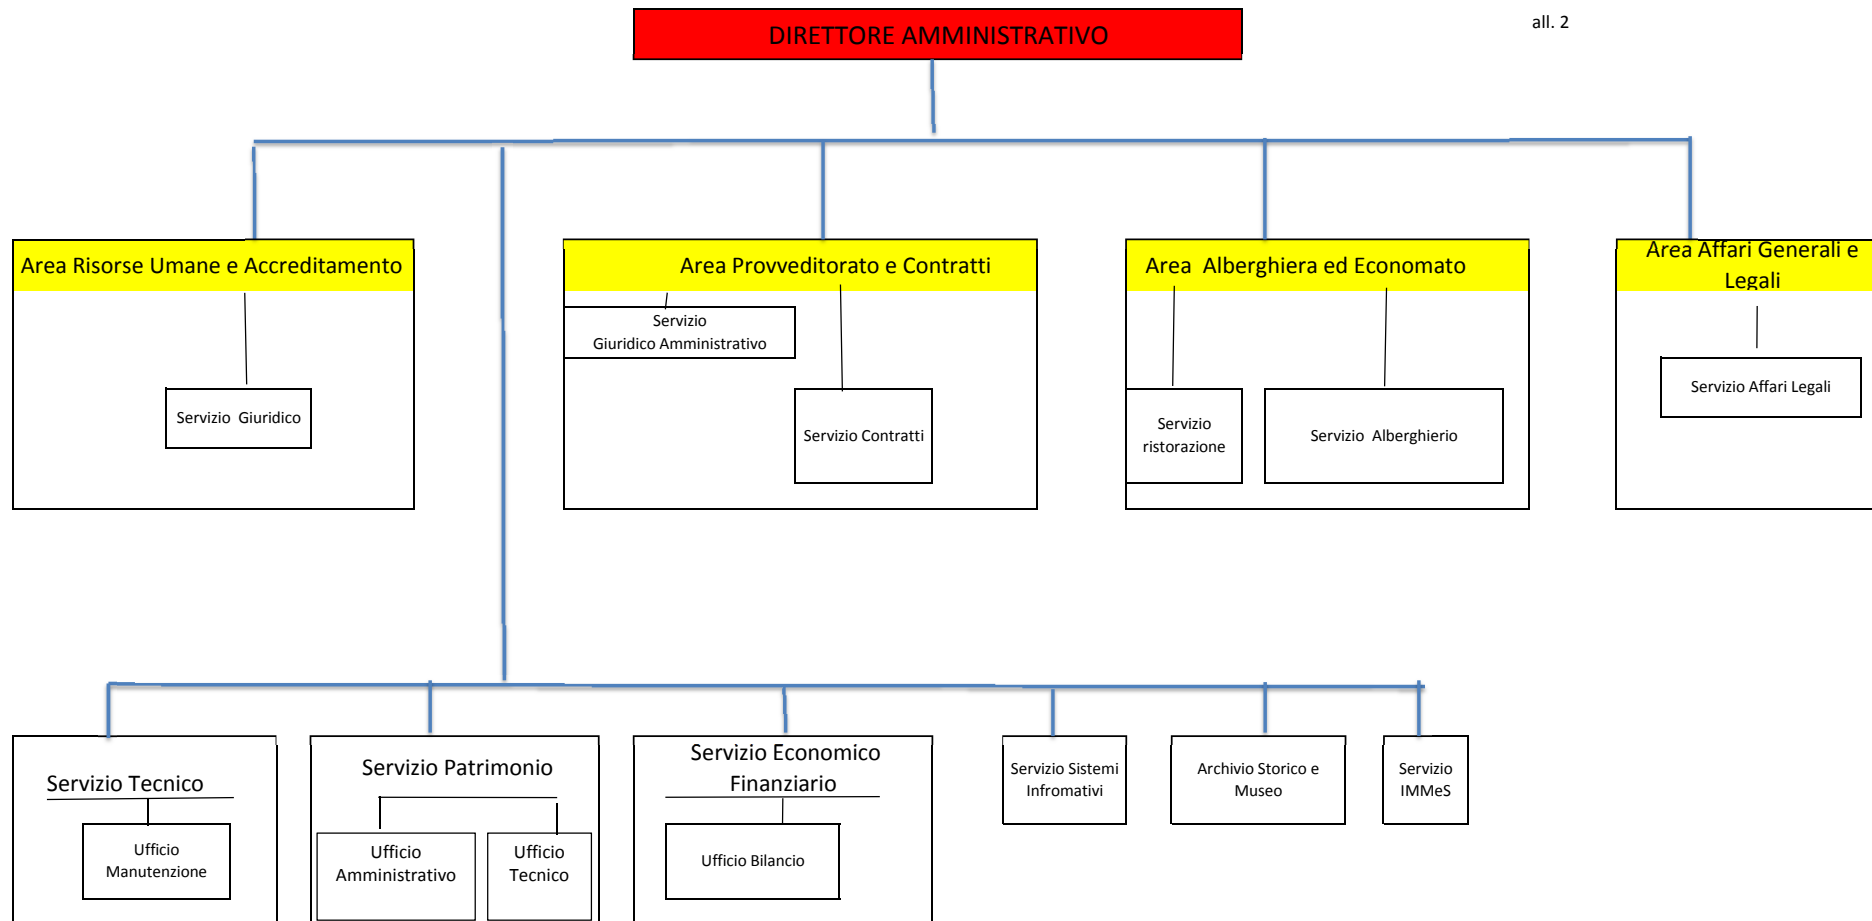 DIRETTORE AMMINISTRATIVO
all. 2
Area Risorse Umane e Accreditamento
Area Provveditorato e Contratti
Area Alberghiera ed Economato
Area Affari Generali e
Legali
Servizio
Giuridico Amministrativo
Servizio Giuridico
Servizio Contratti
Servizio
ristorazione
Servizio Alberghierio
Servizio Affari Legali
Servizio Tecnico
Ufficio
Manutenzione
Servizio Patrimonio
Ufficio
Amministrativo
Ufficio
Tecnico
Servizio Economico
Finanziario
Ufficio Bilancio
Servizio Sistemi
Infromativi
Archivio Storico e
Museo
Servizio
IMMeS